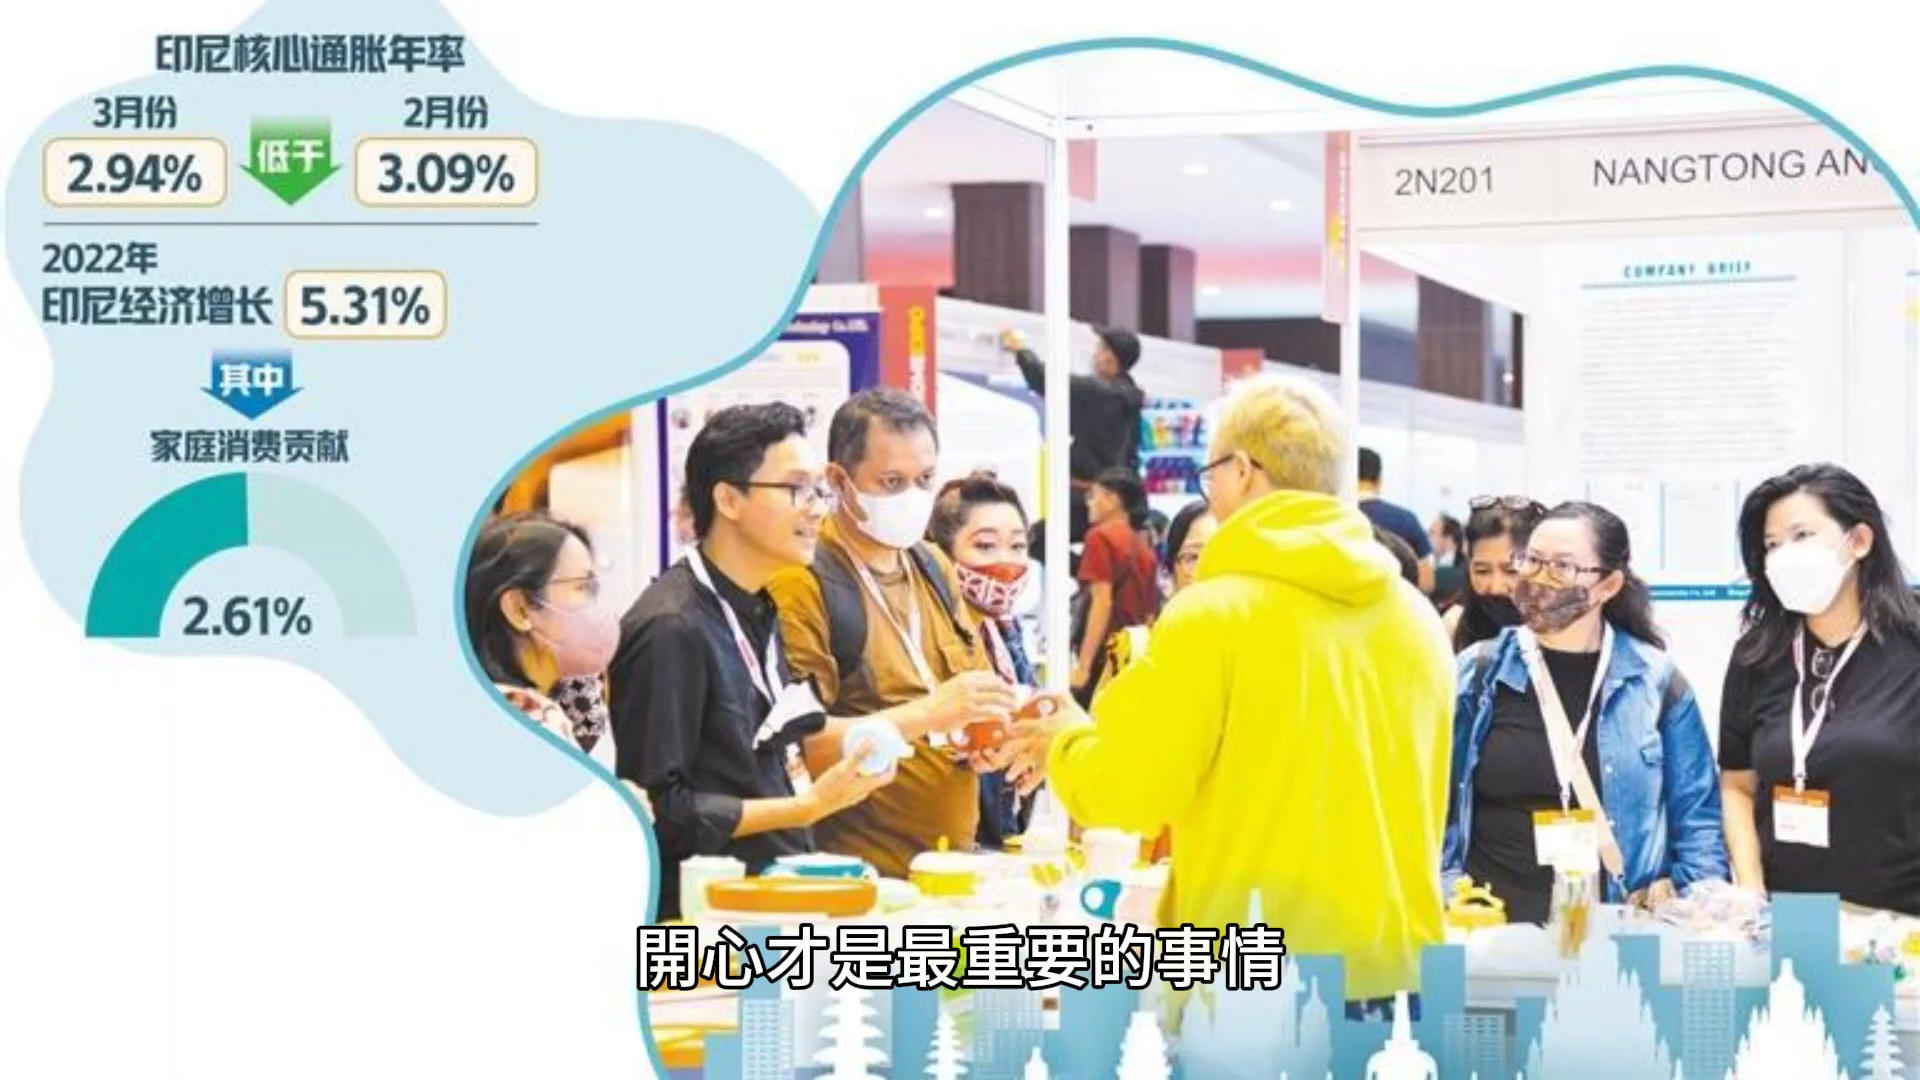 印尼核心通胀年率
3月份
2月份
2.94%
低于
3.09%
2022年
印尼经济增长
5.31%
其中
家庭消费贡献
2.61%
2N201
NANGTONG AN
COMPANY BRIEF
開心才是最重要的事情